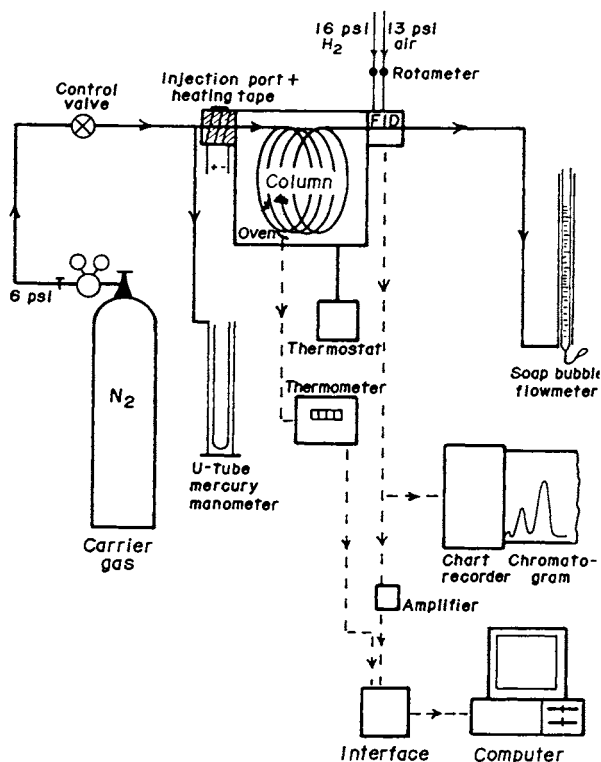 16 psi
H2
13 psi
air
Rotameter
Control
valve
Injection port +
heating tape
FID
+ -
Column
Oven
6 psi
Thermostat
Soap bubble
flowmeter
Thermometer
N2
U-Tube
mercury
manometer
Carrier
gas
Chart
recorder
Chromato-
gram
Amplifier
Interface
Computer